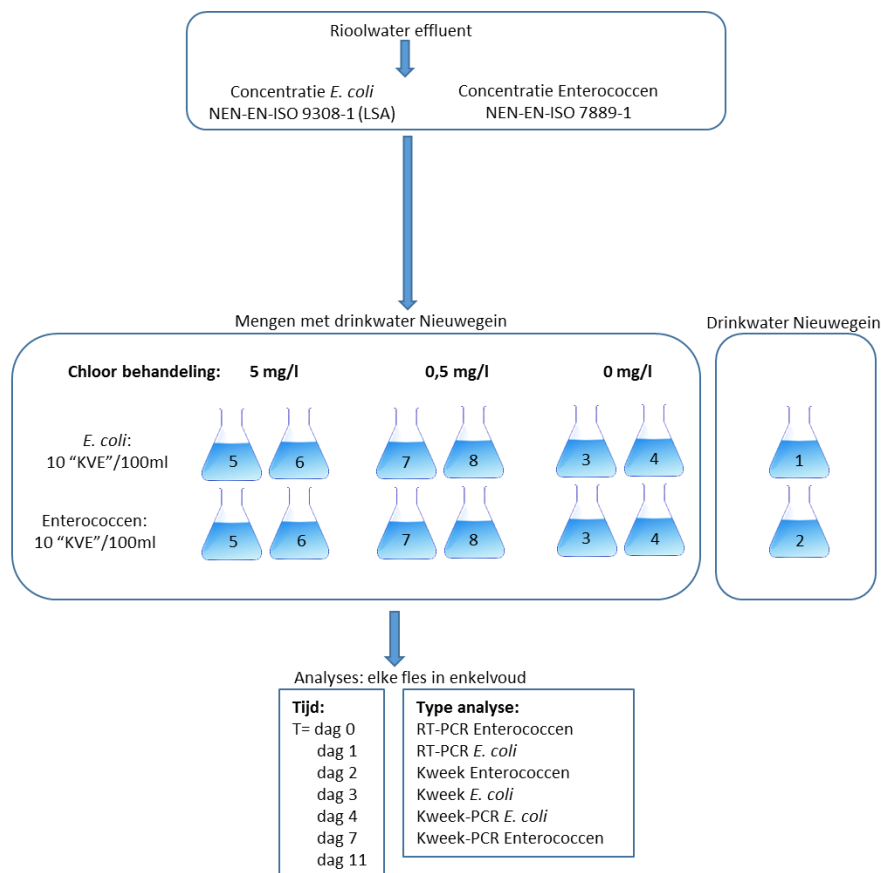 Rioolwater effluent
Concentratie E. coli
NEN-EN-ISO 9308-1 (LSA)
Concentratie Enterococcen
NEN-EN-ISO 7889-1
Mengen met drinkwater Nieuwegein
Drinkwater Nieuwegein
Chloor behandeling: 5 mg/l 0,5 mg/l 0 mg/l
E. coli:
10 “KVE”/100ml
5 6 7 8 3 4 1
Enterococcen:
10 “KVE”/100ml
5 6 7 8 3 4 2
Analyses: elke fles in enkelvoud
Tijd:
T= dag 0
dag 1
dag 2
dag 3
dag 4
dag 7
dag 11
Type analyse:
RT-PCR Enterococcen
RT-PCR E. coli
Kweek Enterococcen
Kweek E. coli
Kweek-PCR E. coli
Kweek-PCR Enterococcen